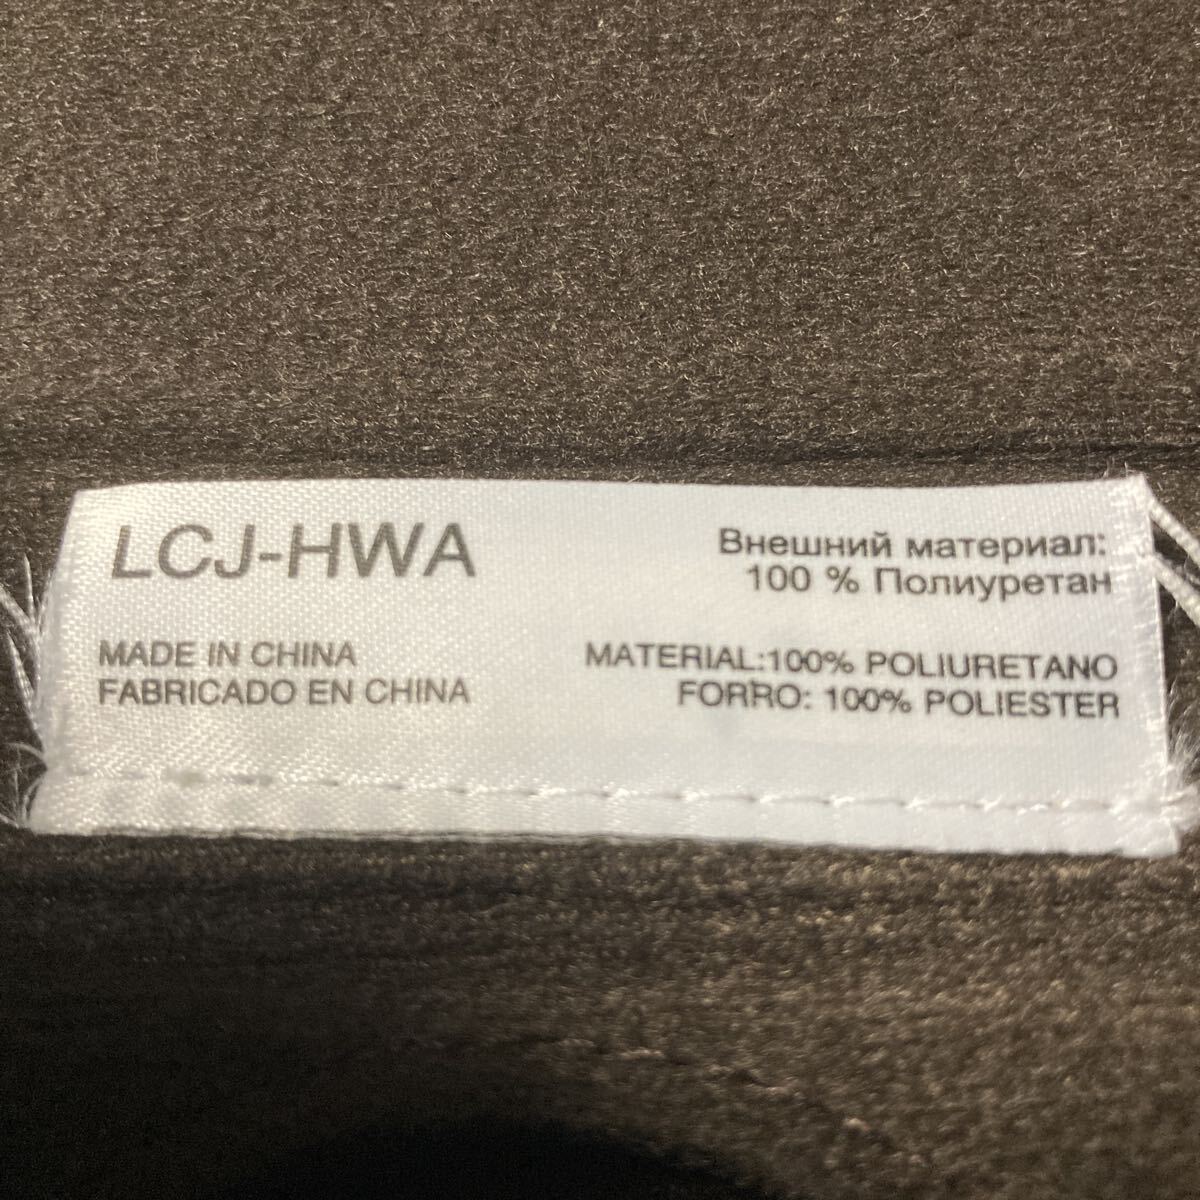 LCJ-HWA
MADE IN CHINA
FABRICADO EN CHINA
Внешний материал:
100 % Полиуретан
MATERIAL:100% POLIURETANO
FORRO: 100% POLIESTER